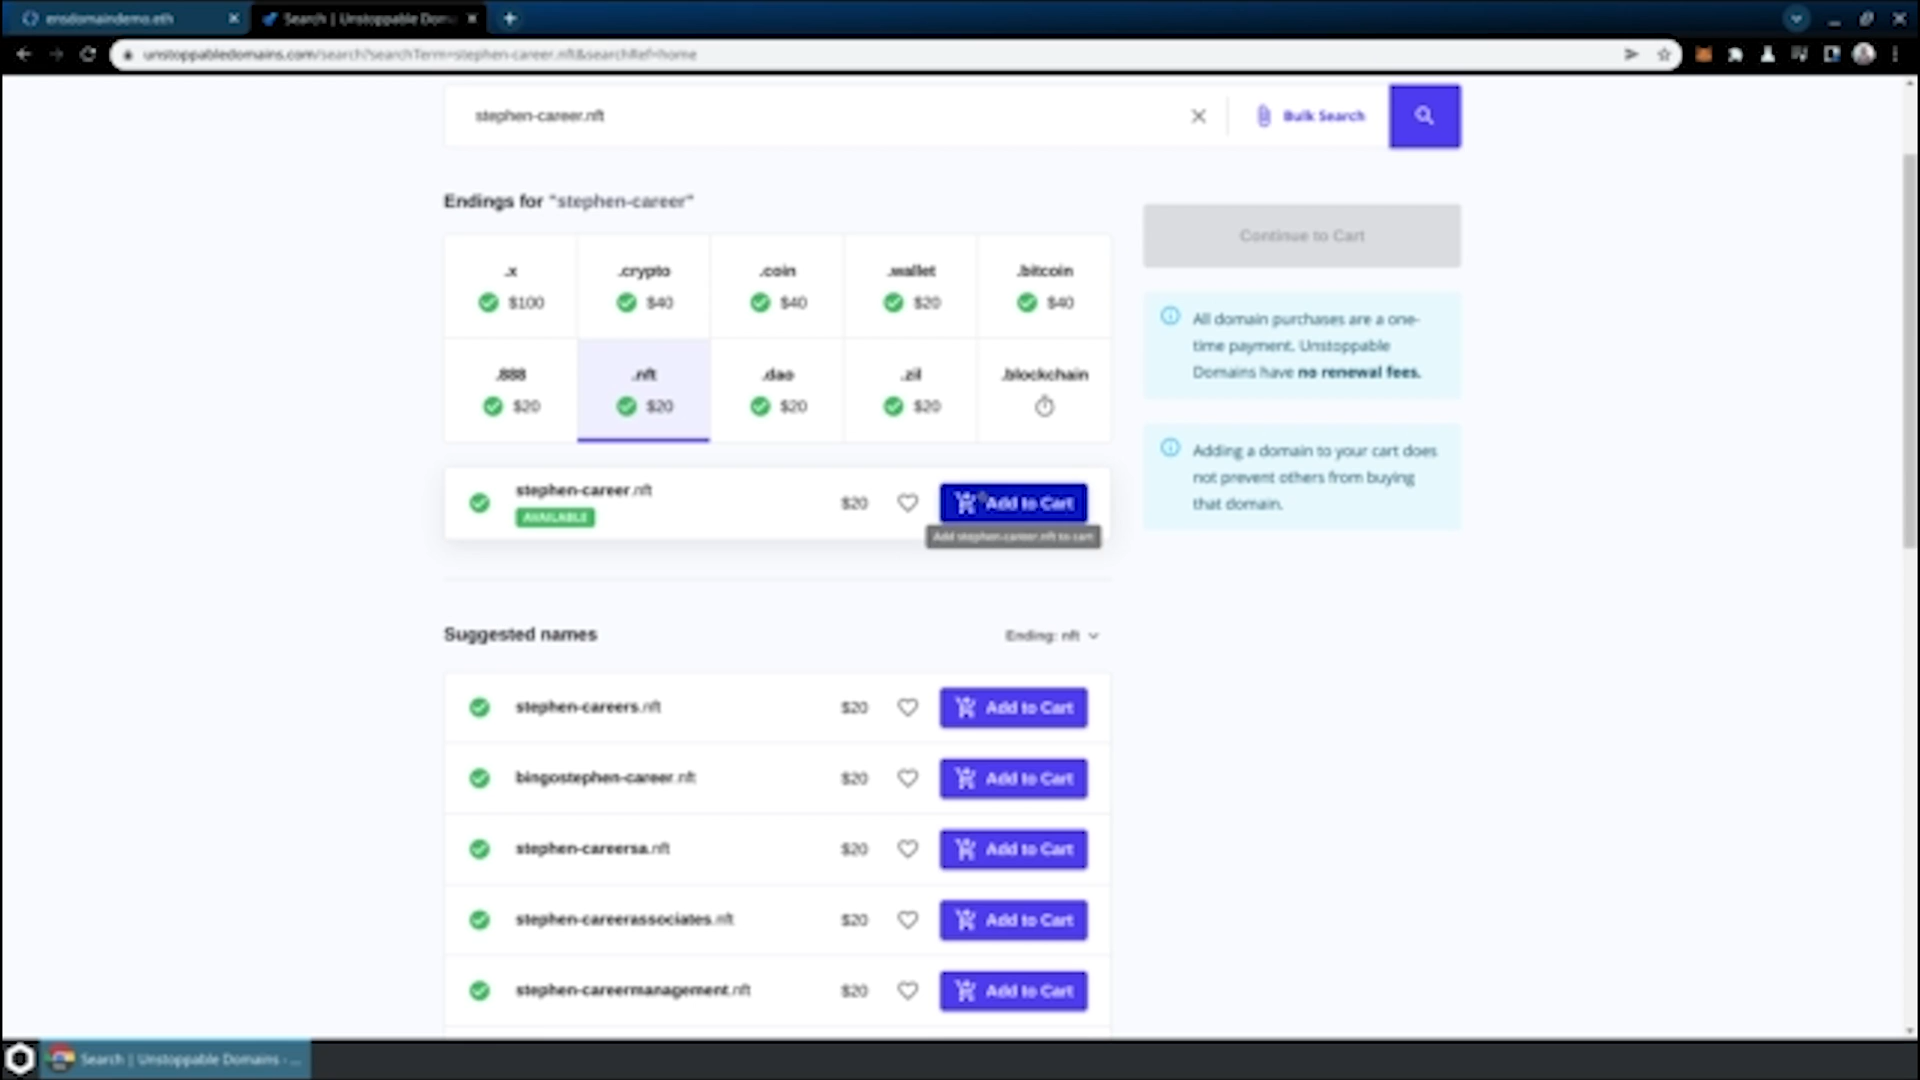 ensdomaindemo.eth
Search | Unstoppable Dom
unstoppabledomains.com/search?searchTerm=stephen-career.nft&searchRef=home
stephen-career.nft
Bulk Search
Endings for "stephen-career"
.x
.crypto
.coin
.wallet
.bitcoin
$100
$40
$40
$20
$40
.888
.nft
.dao
.zil
.blockchain
$20
$20
$20
$20
Continue to Cart
All domain purchases are a one-
time payment. Unstoppable
Domains have no renewal fees.
Adding a domain to your cart does
not prevent others from buying
that domain.
stephen-career.nft
AVAILABLE
$20
Add to Cart
Add stephen-career.nft to cart
Suggested names
Ending: nft
stephen-careers.nft
$20
Add to Cart
bingostephen-career.nft
$20
Add to Cart
stephen-careersa.nft
$20
Add to Cart
stephen-careerassociates.nft
$20
Add to Cart
stephen-careermanagement.nft
$20
Add to Cart
Search | Unstoppable Domains - ...